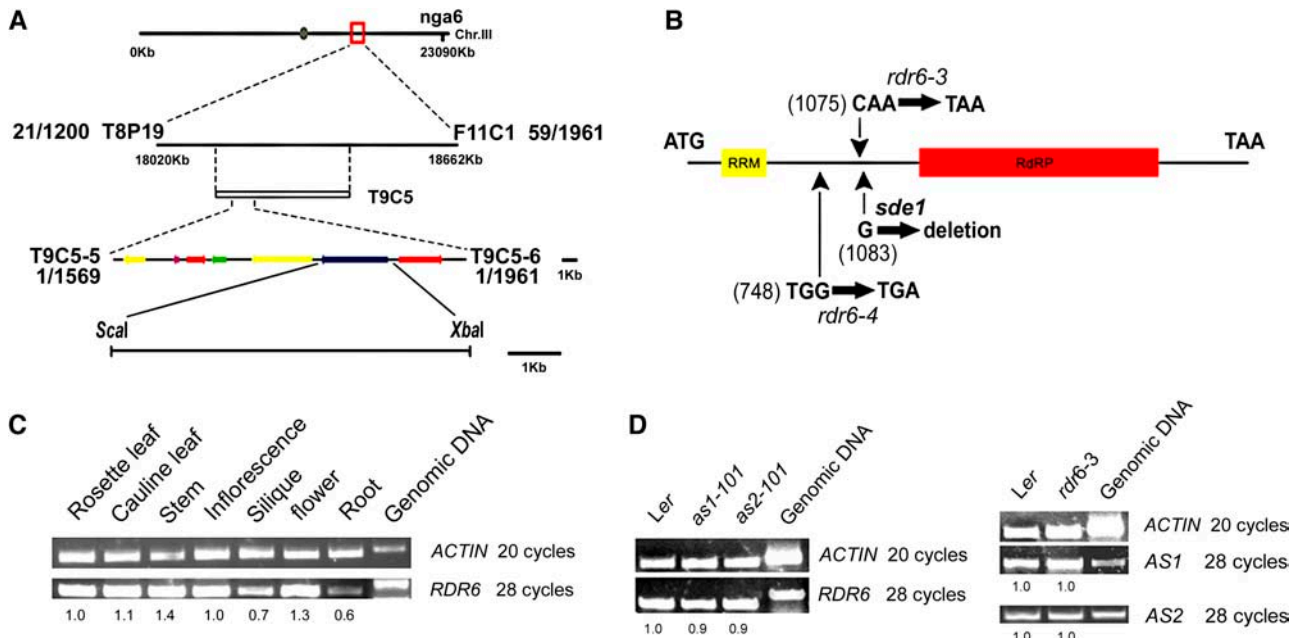 A
nga6
Chr.III
0Kb
23090Kb
21/1200 T8P19
F11C1 59/1961
18020Kb
18662Kb
T9C5
T9C5-5
1/1569
T9C5-6
1/1961
1Kb
ScaI
XbaI
1Kb
B
rdr6-3
(1075) CAA TAA
ATG
TAA
RRM
RdRP
sde1
G deletion
(1083)
(748) TGG TGA
rdr6-4
C
Rosette leaf
Cauline leaf
Stem
Inflorescence
Silique
flower
Root
Genomic DNA
ACTIN 20 cycles
RDR6 28 cycles
1.0 1.1 1.4 1.0 0.7 1.3 0.6
D
Ler
as1-101
as2-101
Genomic DNA
ACTIN 20 cycles
RDR6 28 cycles
1.0 0.9 0.9
Ler
rdr6-3
Genomic DNA
ACTIN 20 cycles
AS1 28 cycles
1.0 1.0
AS2 28 cycles
1.0 1.0